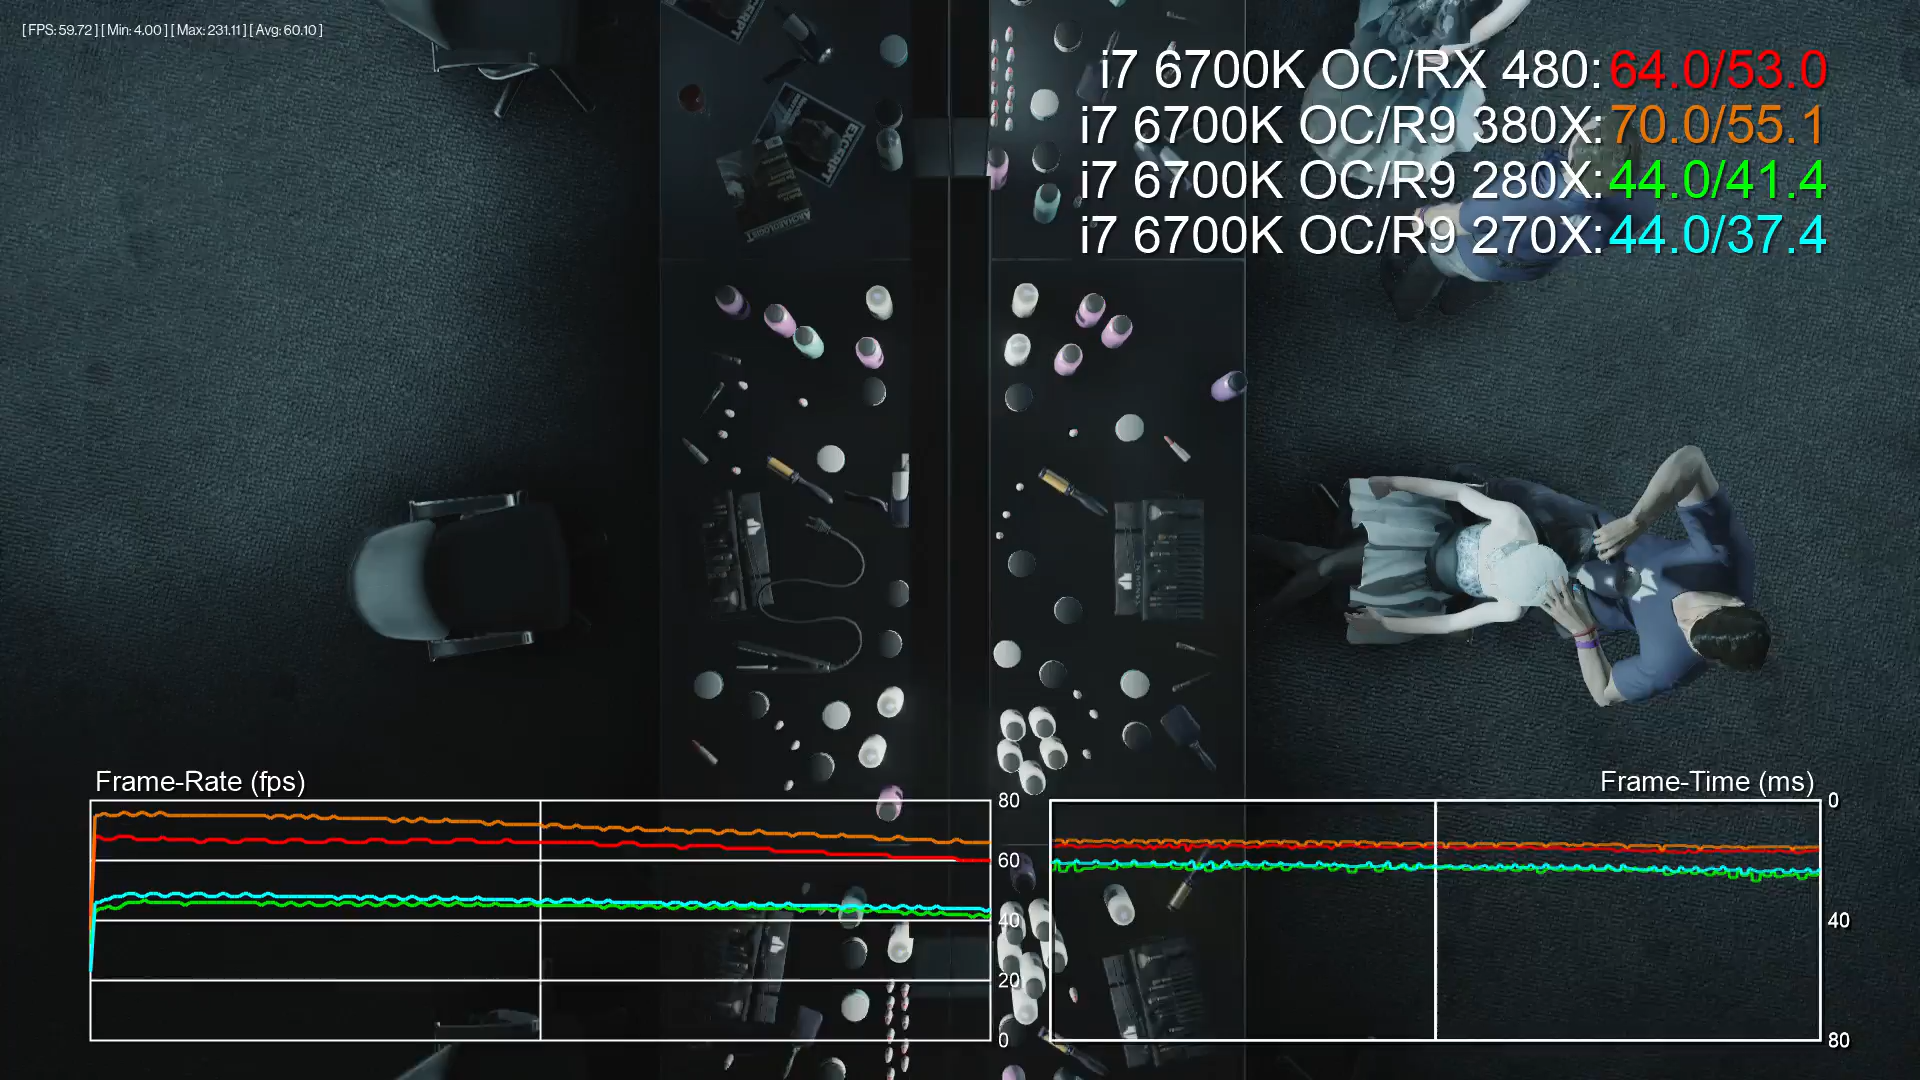 [ FPS: 59.72 ] [ Min: 4.00 ] [ Max: 231.11 ] [ Avg: 60.10 ]
i7 6700K OC/RX 480: 64.0/53.0
i7 6700K OC/R9 380X: 70.0/55.1
i7 6700K OC/R9 280X: 44.0/41.4
i7 6700K OC/R9 270X: 44.0/37.4
EXCERPT
ARCHAEOLOGIST
Frame-Rate (fps)
80
60
40
20
0
Frame-Time (ms)
0
40
80